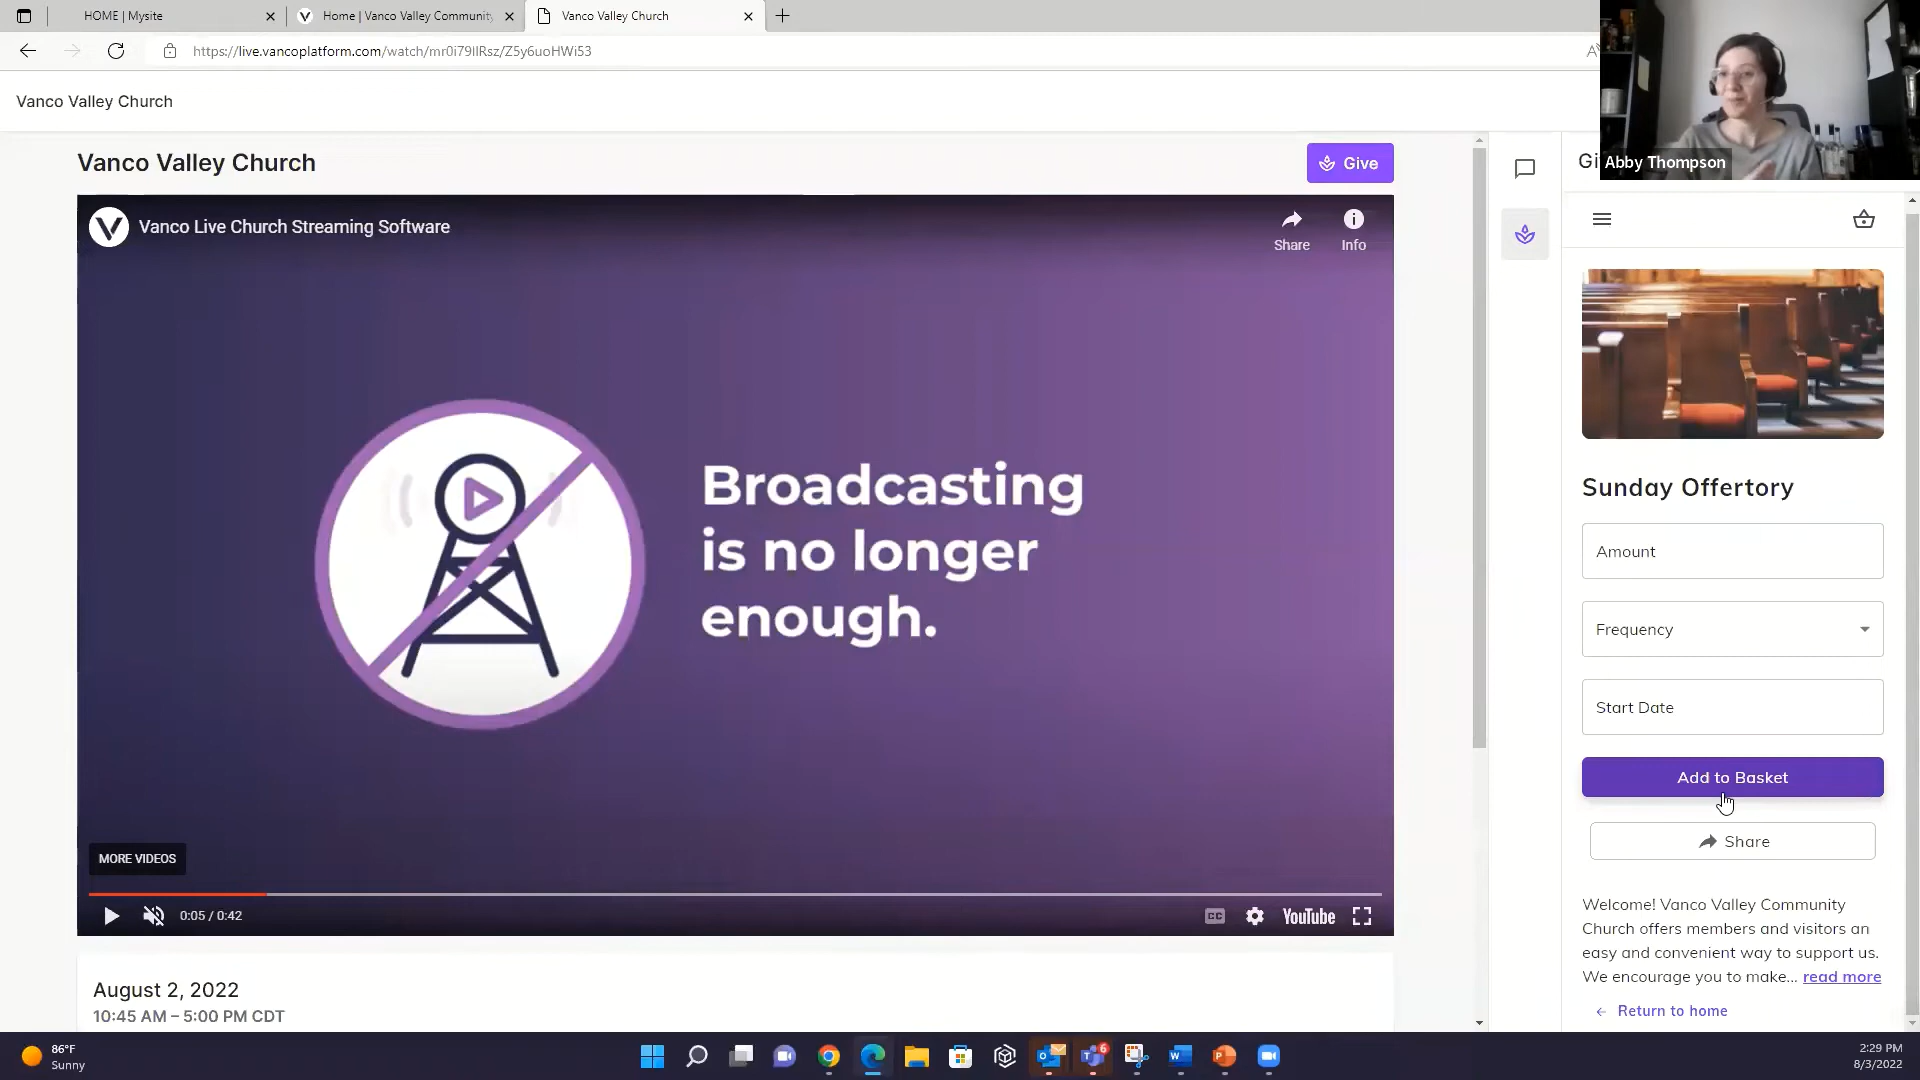 HOME | Mysite
Home | Vanco Valley Community
Vanco Valley Church
https://live.vancoplatform.com/watch/mr0i79IlRsz/Z5y6uoHWi53
Vanco Valley Church
Vanco Valley Church
Give
Gi
Abby Thompson
V
Vanco Live Church Streaming Software
Share
Info
Broadcasting
is no longer
enough.
MORE VIDEOS
0:05 / 0:42
CC
YouTube
August 2, 2022
10:45 AM – 5:00 PM CDT
Sunday Offertory
Amount
Frequency
Start Date
Add to Basket
Share
Welcome! Vanco Valley Community
Church offers members and visitors an
easy and convenient way to support us.
We encourage you to make... read more
← Return to home
86°F
Sunny
6
2:29 PM
8/3/2022